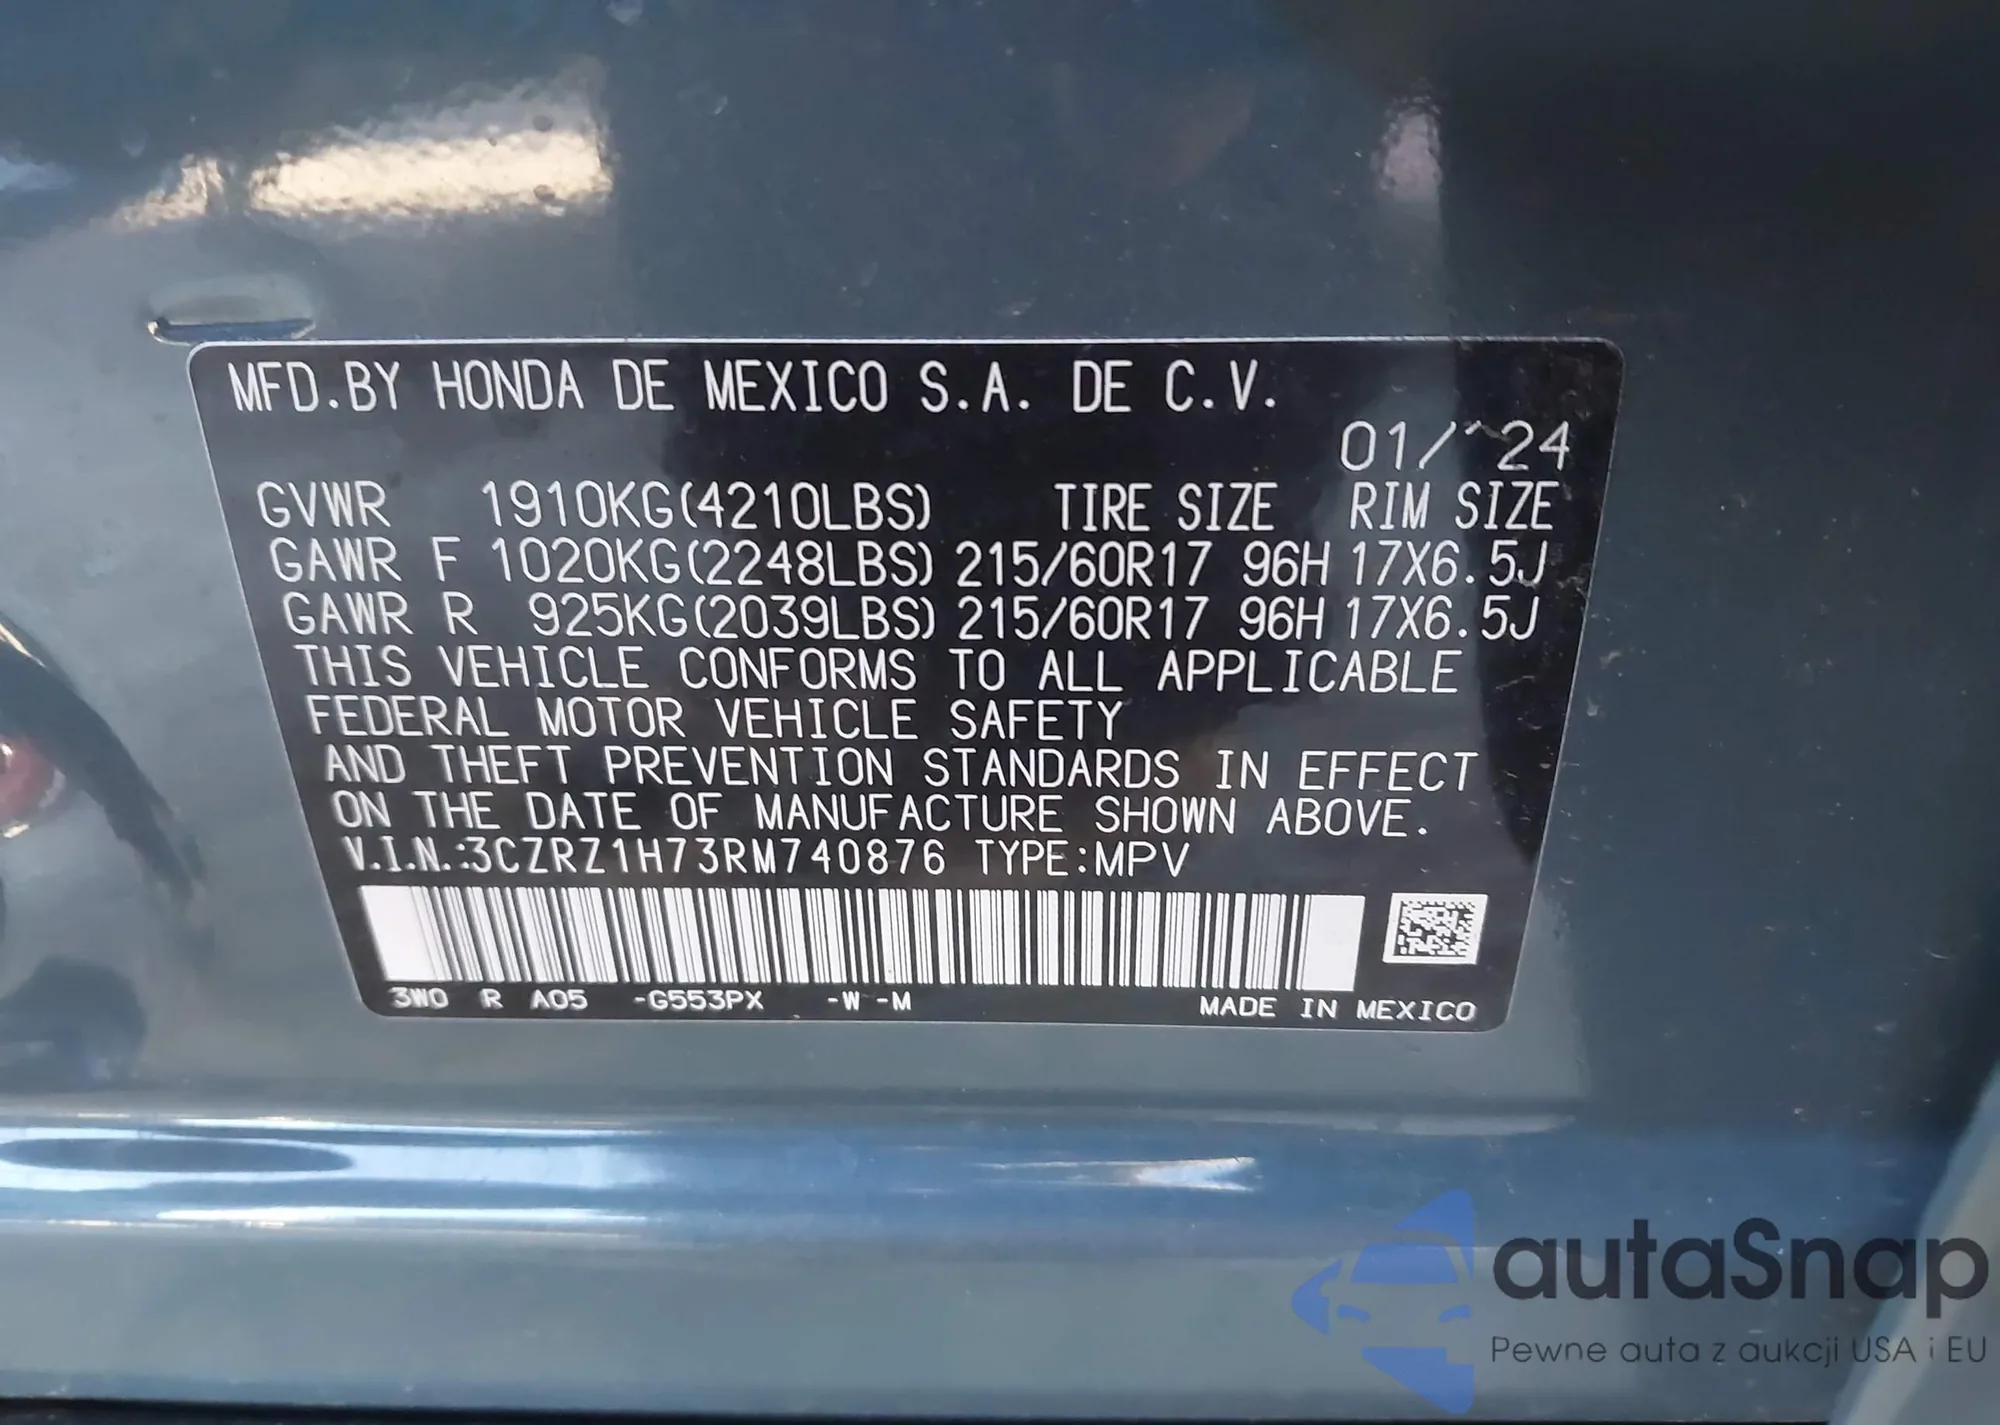 MFD.BY HONDA DE MEXICO S.A. DE C.V.
01/ 24
GVWR 1910KG(4210LBS) TIRE SIZE RIM SIZE
GAWR F 1020KG(2248LBS) 215/60R17 96H 17X6.5J
GAWR R 925KG(2039LBS) 215/60R17 96H 17X6.5J
THIS VEHICLE CONFORMS TO ALL APPLICABLE
FEDERAL MOTOR VEHICLE SAFETY
AND THEFT PREVENTION STANDARDS IN EFFECT
ON THE DATE OF MANUFACTURE SHOWN ABOVE.
V.I.N.:3CZRZ1H73RM740876 TYPE:MPV
3W0 R A05 -G553PX -W -M MADE IN MEXICO
autaSnap
Pewne auta z aukcji USA i EU